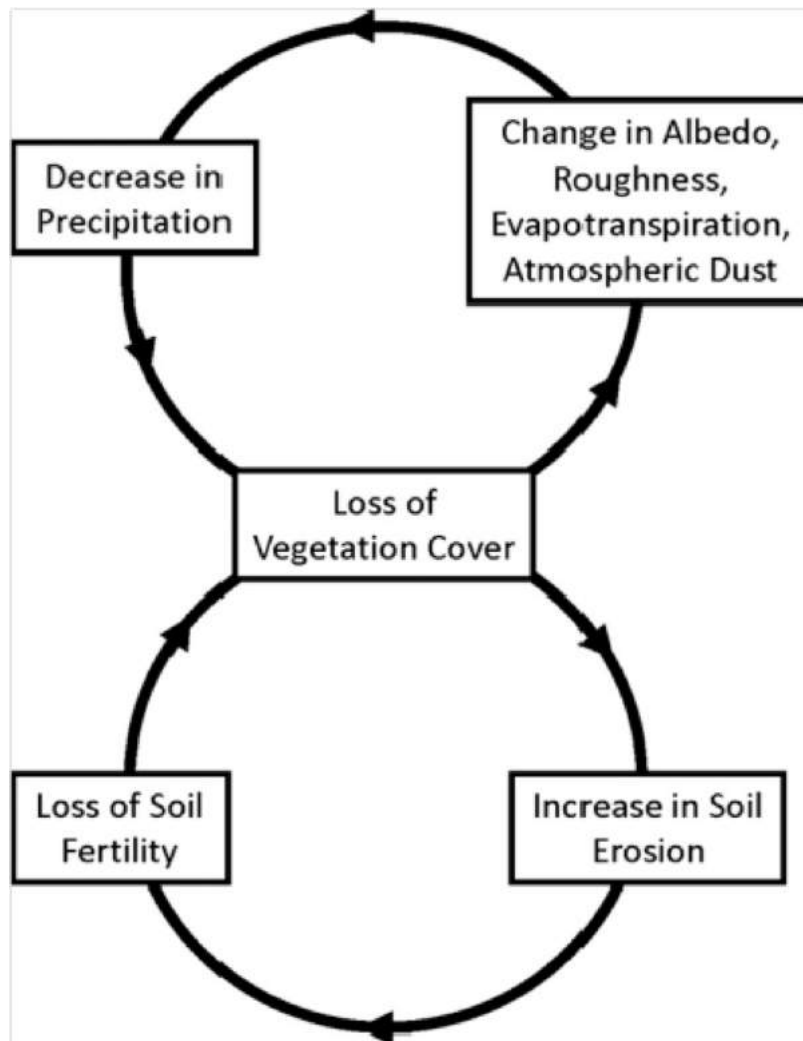 Change in Albedo,
Roughness,
Evapotranspiration,
Atmospheric Dust
Decrease in
Precipitation
Loss of
Vegetation Cover
Loss of Soil
Fertility
Increase in Soil
Erosion